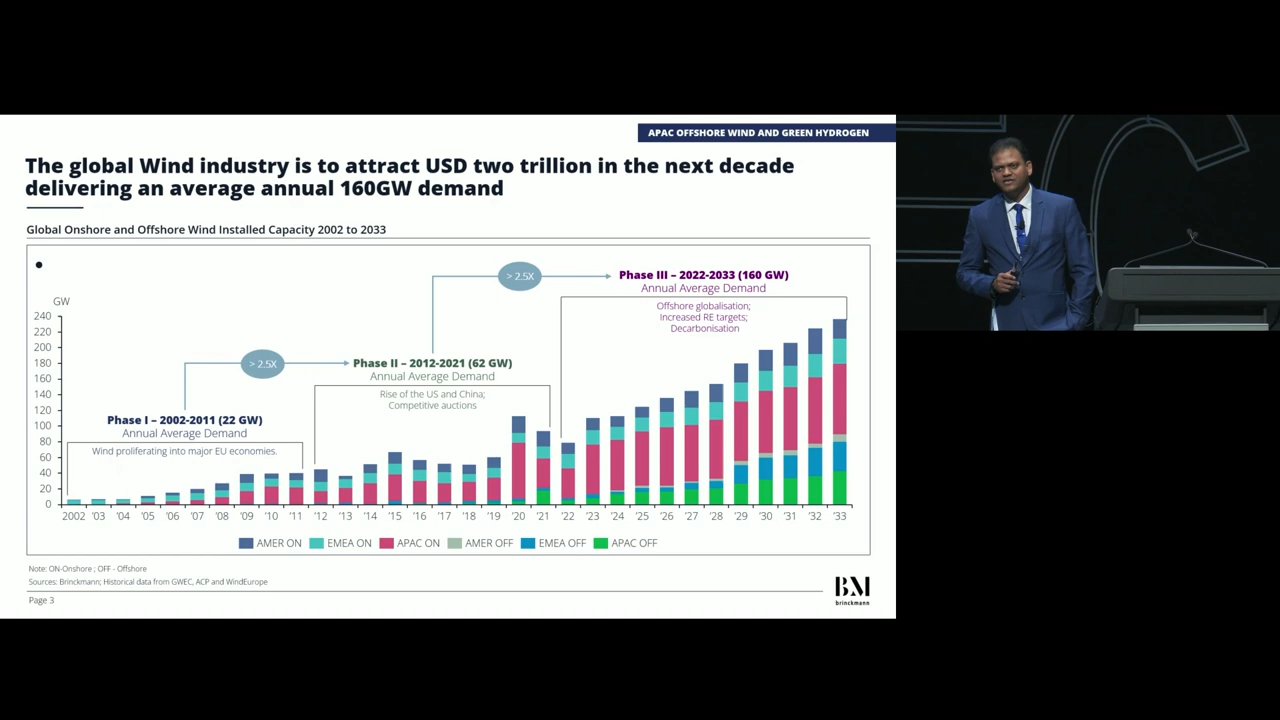 APAC OFFSHORE WIND AND GREEN HYDROGEN
The global Wind industry is to attract USD two trillion in the next decade
delivering an average annual 160GW demand
Global Onshore and Offshore Wind Installed Capacity 2002 to 2033
> 2.5X
Phase III – 2022-2033 (160 GW)
Annual Average Demand
Offshore globalisation;
Increased RE targets;
Decarbonisation
> 2.5X
Phase II – 2012-2021 (62 GW)
Annual Average Demand
Rise of the US and China;
Competitive auctions
Phase I – 2002-2011 (22 GW)
Annual Average Demand
Wind proliferating into major EU economies.
GW
240
220
200
180
160
140
120
100
80
60
40
20
0
2002 '03 '04 '05 '06 '07 '08 '09 '10 '11 '12 '13 '14 '15 '16 '17 '18 '19 '20 '21 '22 '23 '24 '25 '26 '27 '28 '29 '30 '31 '32 '33
AMER ON EMEA ON APAC ON AMER OFF EMEA OFF APAC OFF
Note: ON-Onshore ; OFF - Offshore
Sources: Brinckmann; Historical data from GWEC, ACP and WindEurope
Page 3
BM
brinckmann